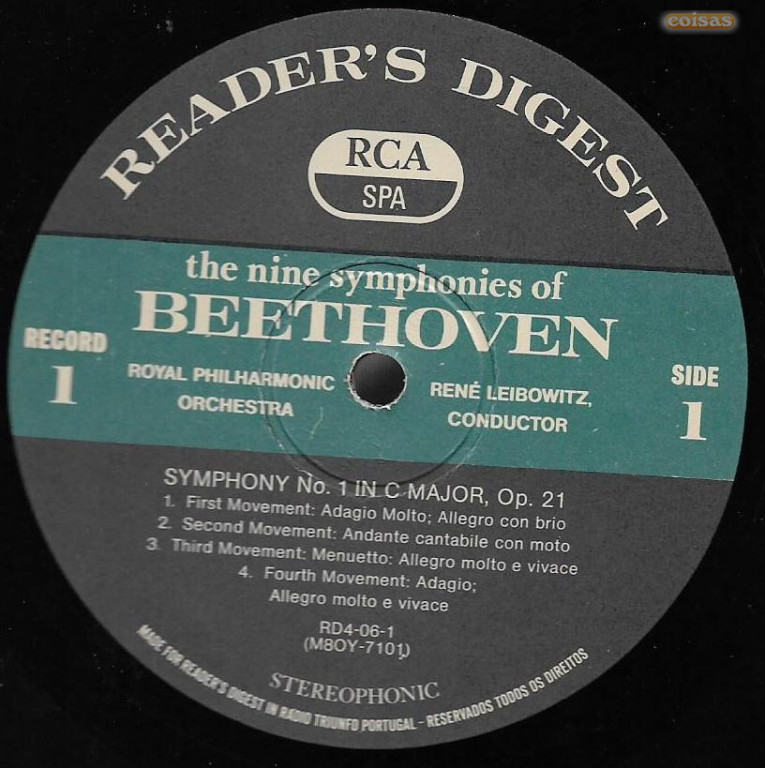 coisas
READER'S DIGEST
RCA
SPA
the nine symphonies of
BEETHOVEN
RECORD
1
ROYAL PHILHARMONIC
ORCHESTRA
RENÉ LEIBOWITZ,
CONDUCTOR
SIDE
1
SYMPHONY No. 1 IN C MAJOR, Op. 21
1. First Movement: Adagio Molto; Allegro con brio
2. Second Movement: Andante cantabile con moto
3. Third Movement: Menuetto: Allegro molto e vivace
4. Fourth Movement: Adagio;
Allegro molto e vivace
RD4-06-1
(M8OY-7101)
STEREOPHONIC
MADE FOR READER'S DIGEST IN RADIO TRIUNFO PORTUGAL - RESERVADOS TODOS OS DIREITOS